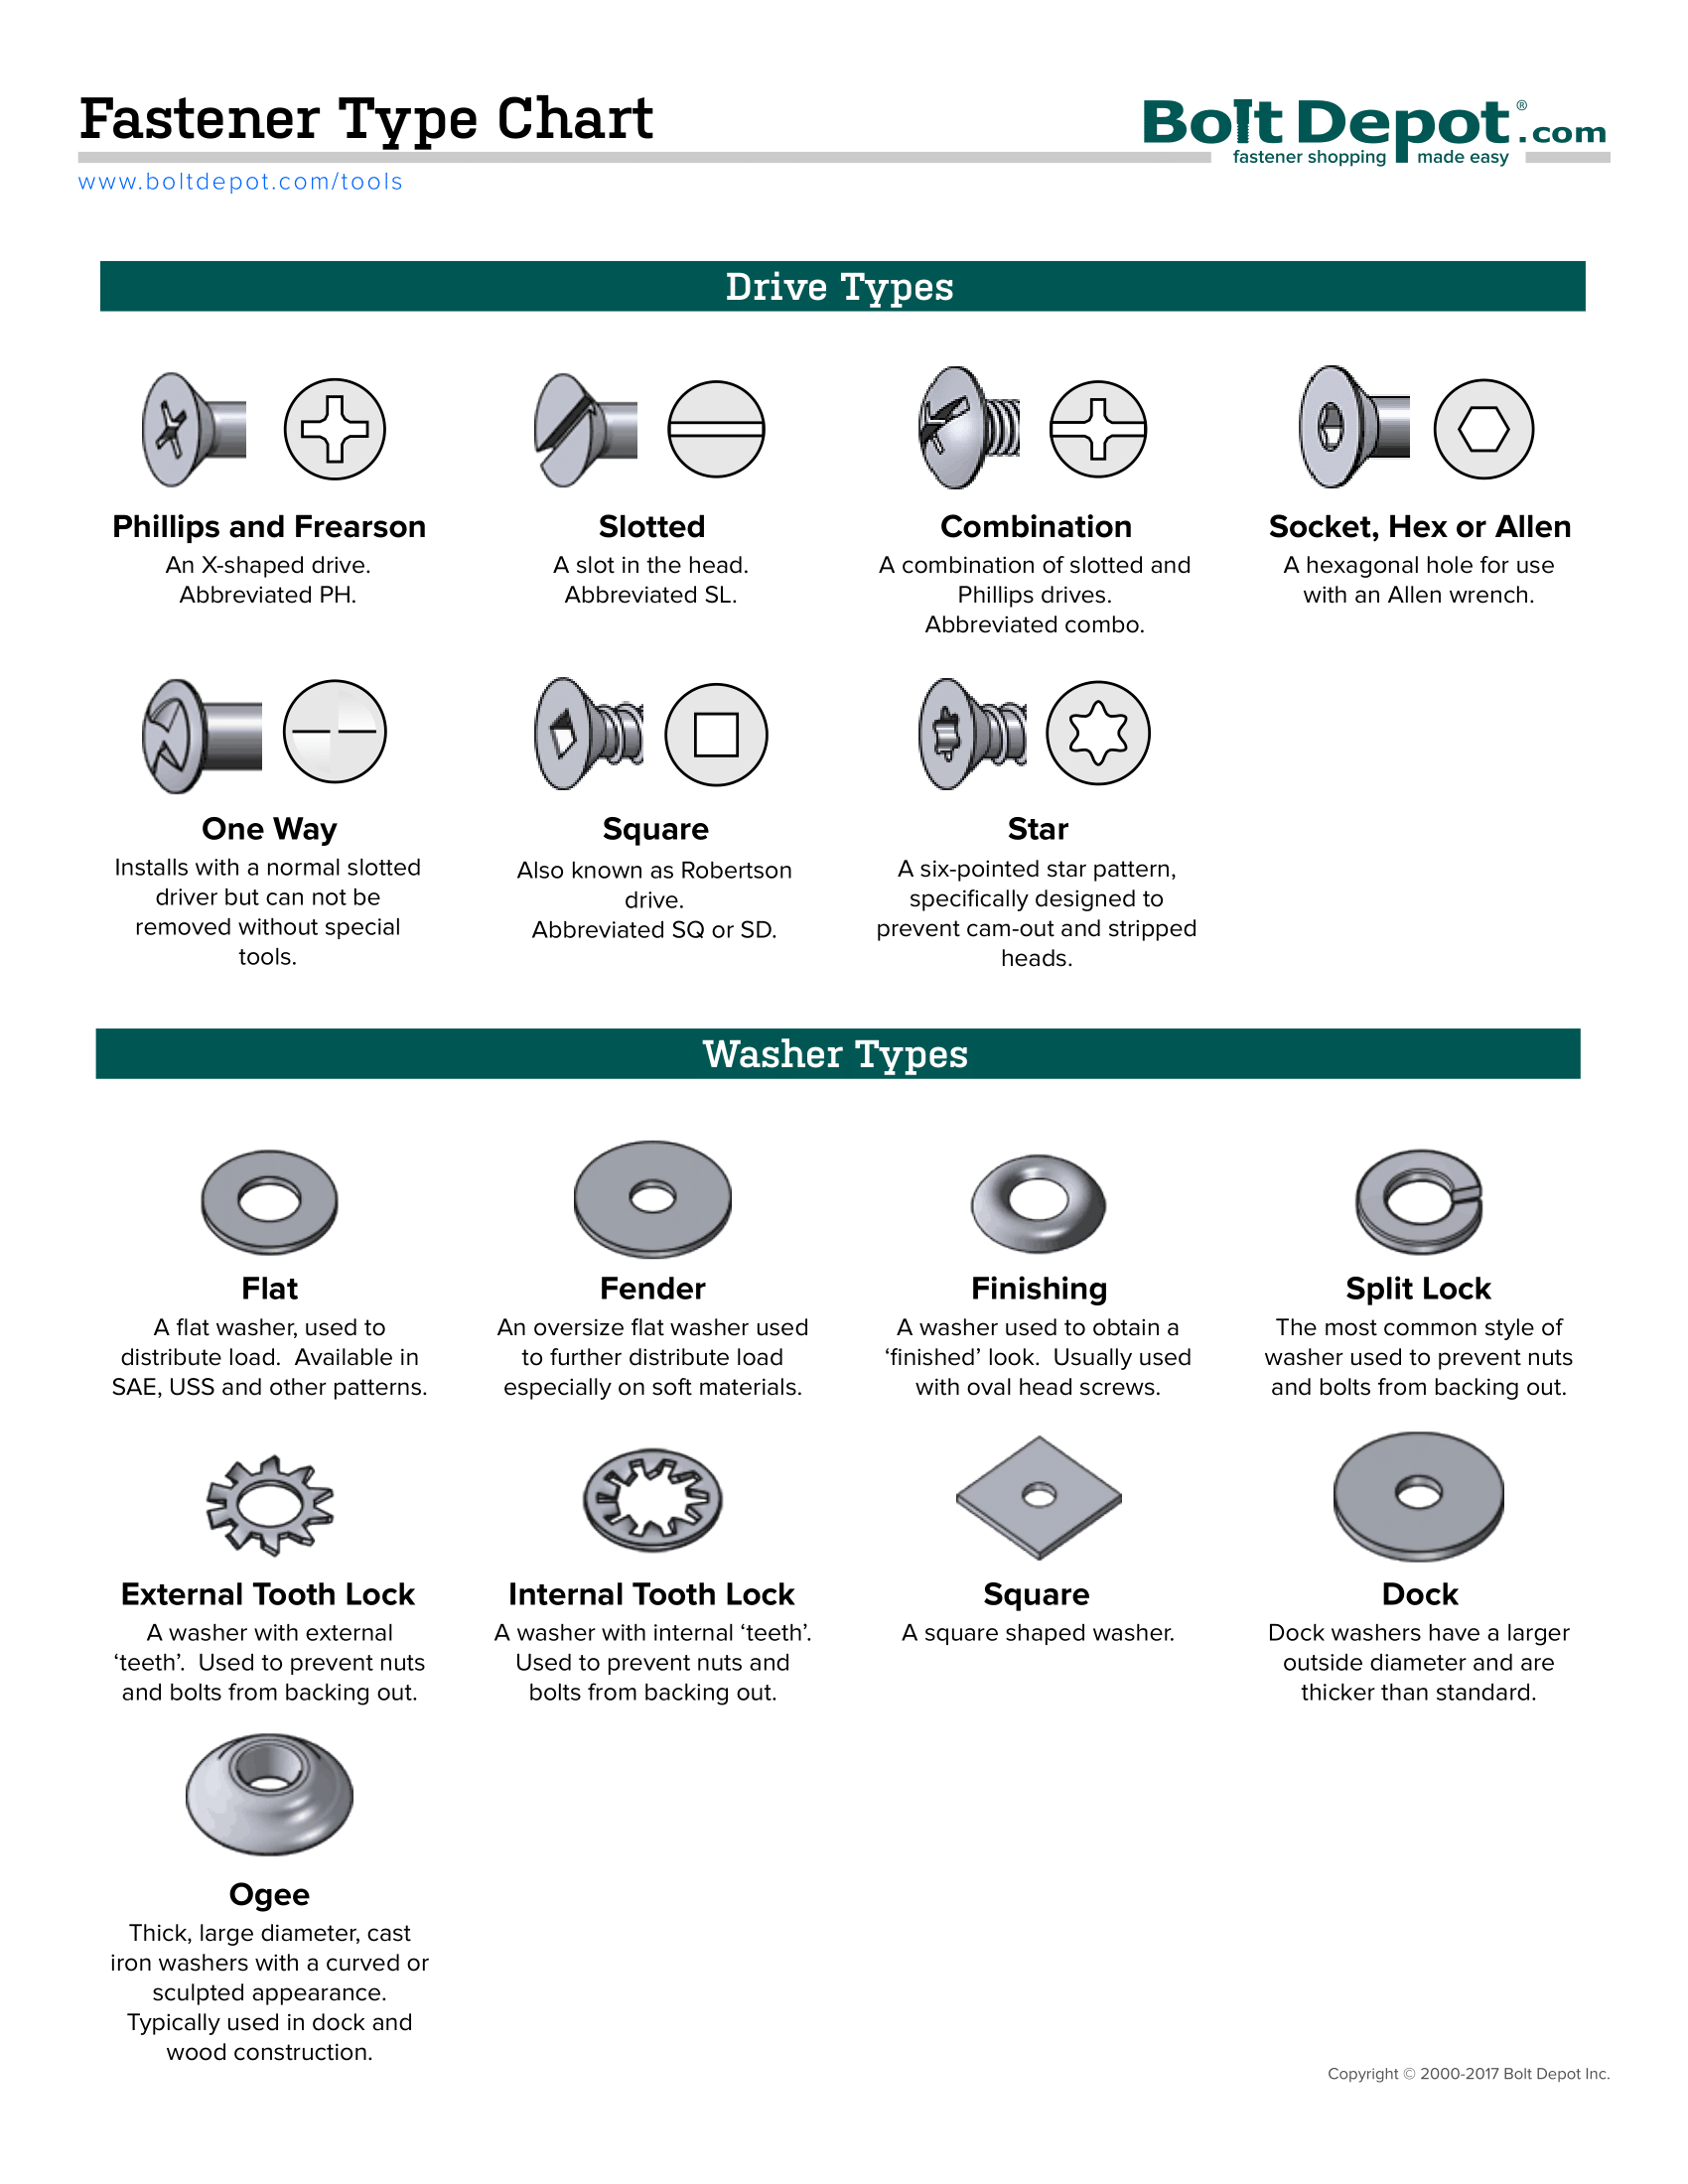 Fastener Type Chart
Bolt Depot®.com
fastener shopping made easy
www.boltdepot.com/tools
Drive Types
Phillips and Frearson
An X-shaped drive.
Abbreviated PH.
Slotted
A slot in the head.
Abbreviated SL.
Combination
A combination of slotted and
Phillips drives.
Abbreviated combo.
Socket, Hex or Allen
A hexagonal hole for use
with an Allen wrench.
One Way
Installs with a normal slotted
driver but can not be
removed without special
tools.
Square
Also known as Robertson
drive.
Abbreviated SQ or SD.
Star
A six-pointed star pattern,
specifically designed to
prevent cam-out and stripped
heads.
Washer Types
Flat
A flat washer, used to
distribute load.  Available in
SAE, USS and other patterns.
Fender
An oversize flat washer used
to further distribute load
especially on soft materials.
Finishing
A washer used to obtain a
‘finished’ look.  Usually used
with oval head screws.
Split Lock
The most common style of
washer used to prevent nuts
and bolts from backing out.
External Tooth Lock
A washer with external
‘teeth’.  Used to prevent nuts
and bolts from backing out.
Internal Tooth Lock
A washer with internal ‘teeth’.
Used to prevent nuts and
bolts from backing out.
Square
A square shaped washer.
Dock
Dock washers have a larger
outside diameter and are
thicker than standard.
Ogee
Thick, large diameter, cast
iron washers with a curved or
sculpted appearance.
Typically used in dock and
wood construction.
Copyright © 2000-2017 Bolt Depot Inc.